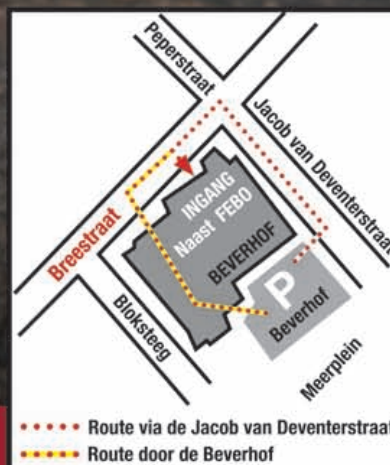 Peperstraat
Jacob van Deventerstraat
Breestraat
INGANG
Naast FEBO
BEVERHOF
P
Beverhof
Bloksteeg
Meerplein
Route via de Jacob van Deventerstraat
Route door de Beverhof